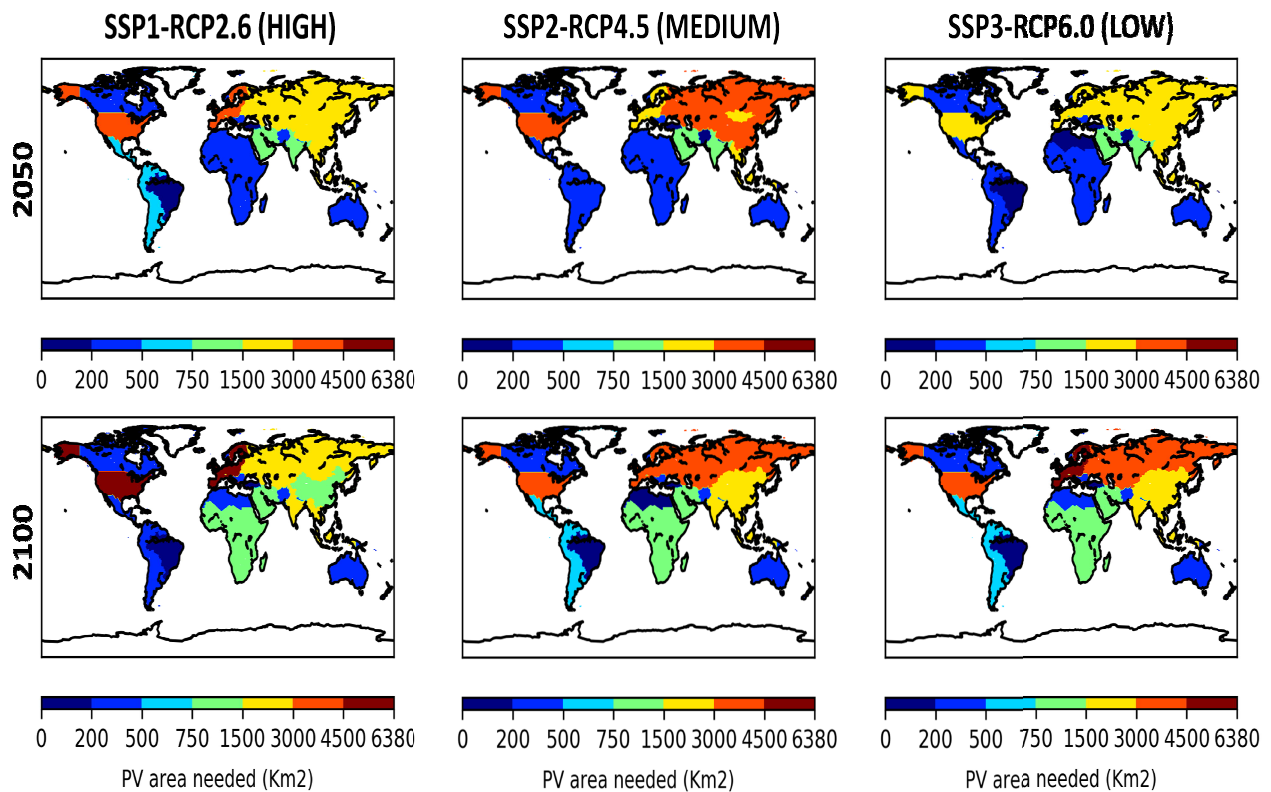 SSP1-RCP2.6 (HIGH) SSP2-RCP4.5 (MEDIUM) SSP3-RCP6.0 (LOW)
2050
0 200 500 750 1500 3000 4500 6380 0 200 500 750 1500 3000 4500 6380 0 200 500 750 1500 3000 4500 6380
2100
0 200 500 750 1500 3000 4500 6380 0 200 500 750 1500 3000 4500 6380 0 200 500 750 1500 3000 4500 6380
PV area needed (Km2) PV area needed (Km2) PV area needed (Km2)